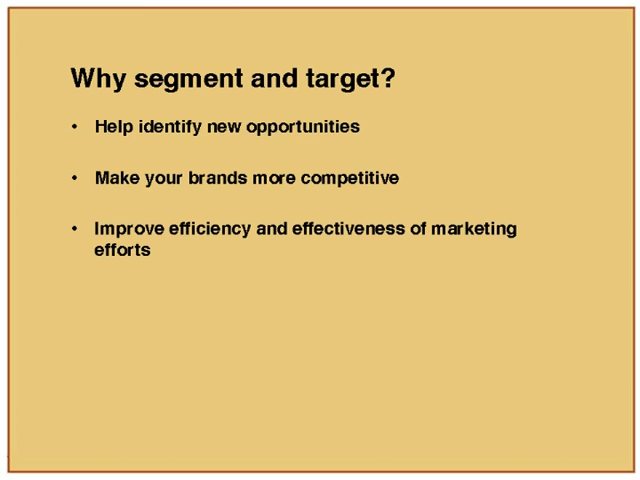 Why segment and target?
• Help identify new opportunities
• Make your brands more competitive
• Improve efficiency and effectiveness of marketing
efforts